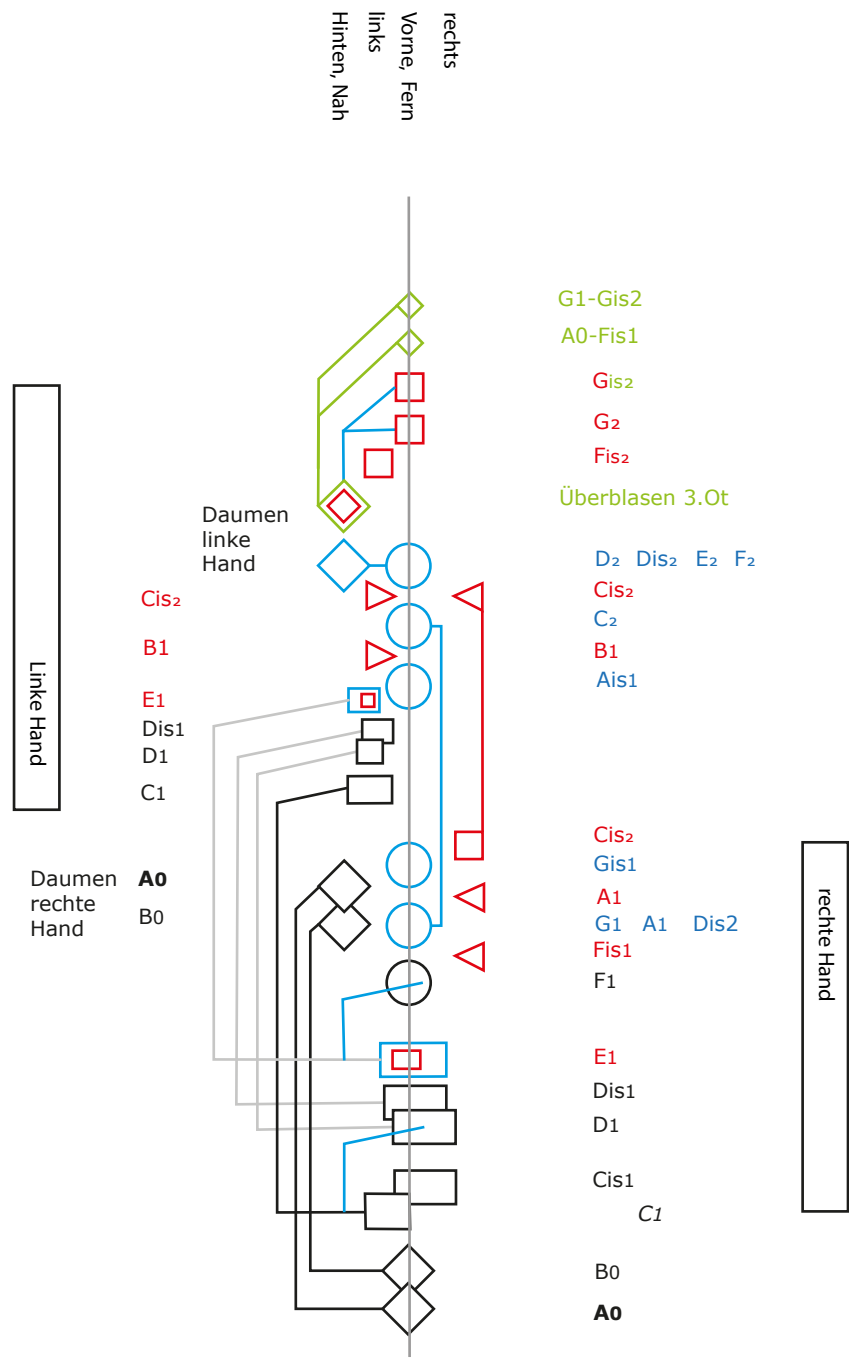 rechts
Vorne, Fern
links
Hinten, Nah
G1-Gis2
A0-Fis1
Gis2
G2
Fis2
Überblasen 3.Ot
Daumen
linke
Hand
D2 Dis2 E2 F2
Cis2
Cis2
C2
B1
B1
Ais1
E1
Dis1
D1
C1
Linke Hand
Cis2
Gis1
Daumen
rechte
Hand
A0
B0
A1
G1 A1 Dis2
Fis1
F1
rechte Hand
E1
Dis1
D1
Cis1
C1
B0
A0